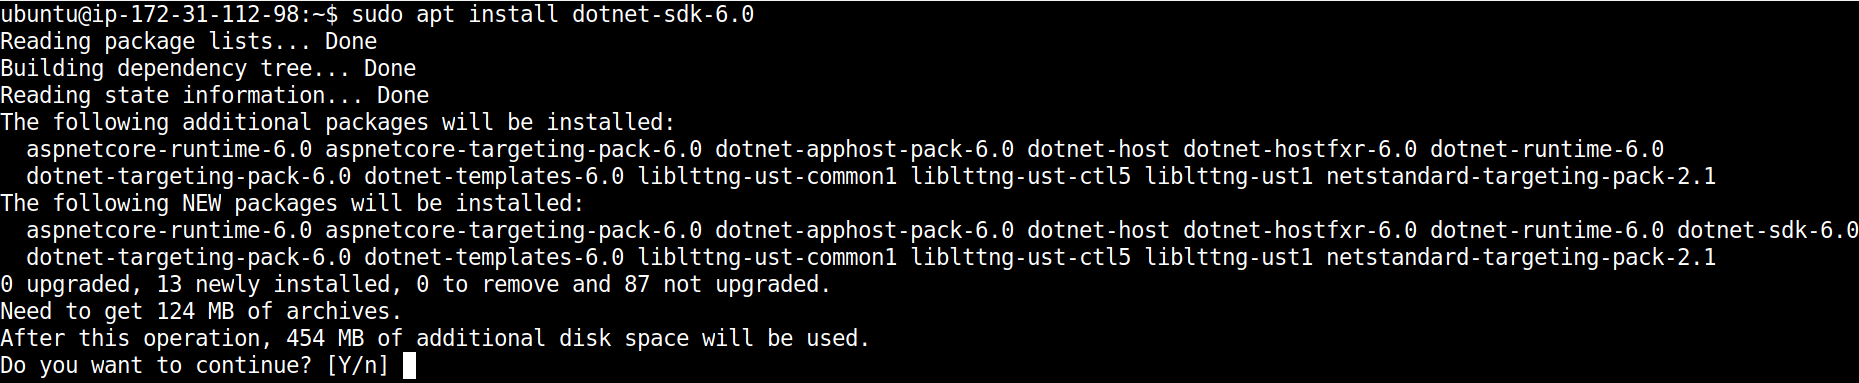 ubuntu@ip-172-31-112-98:~$ sudo apt install dotnet-sdk-6.0
Reading package lists... Done
Building dependency tree... Done
Reading state information... Done
The following additional packages will be installed:
  aspnetcore-runtime-6.0 aspnetcore-targeting-pack-6.0 dotnet-apphost-pack-6.0 dotnet-host dotnet-hostfxr-6.0 dotnet-runtime-6.0
  dotnet-targeting-pack-6.0 dotnet-templates-6.0 liblttng-ust-common1 liblttng-ust-ctl5 liblttng-ust1 netstandard-targeting-pack-2.1
The following NEW packages will be installed:
  aspnetcore-runtime-6.0 aspnetcore-targeting-pack-6.0 dotnet-apphost-pack-6.0 dotnet-host dotnet-hostfxr-6.0 dotnet-runtime-6.0 dotnet-sdk-6.0
  dotnet-targeting-pack-6.0 dotnet-templates-6.0 liblttng-ust-common1 liblttng-ust-ctl5 liblttng-ust1 netstandard-targeting-pack-2.1
0 upgraded, 13 newly installed, 0 to remove and 87 not upgraded.
Need to get 124 MB of archives.
After this operation, 454 MB of additional disk space will be used.
Do you want to continue? [Y/n]